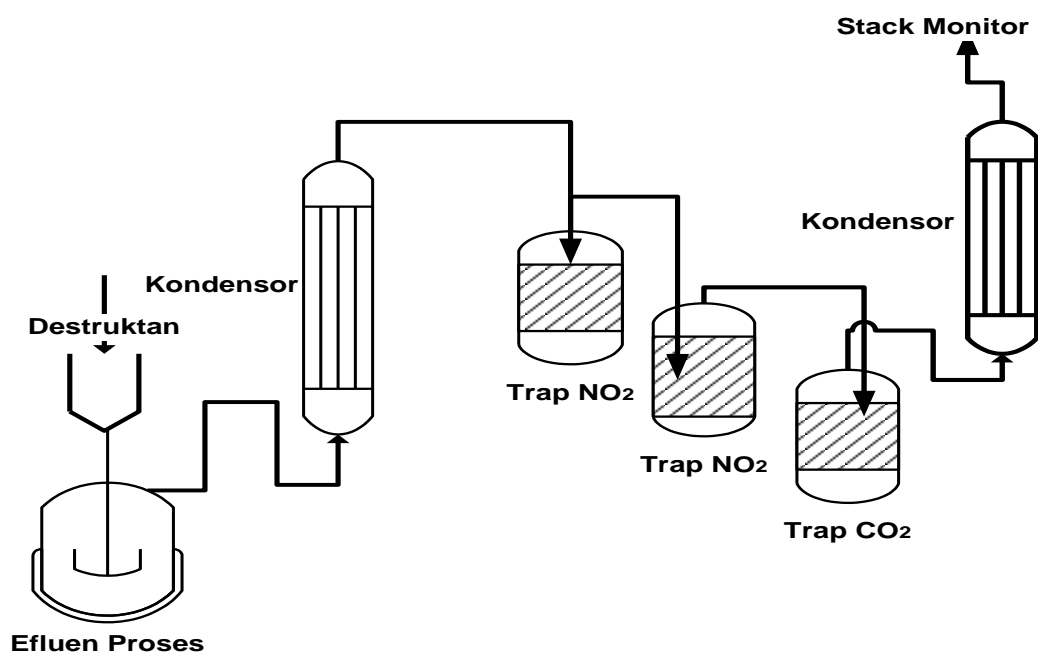 Stack Monitor
Kondensor
Kondensor
Destruktan
Trap NO2
Trap NO2
Trap CO2
Efluen Proses